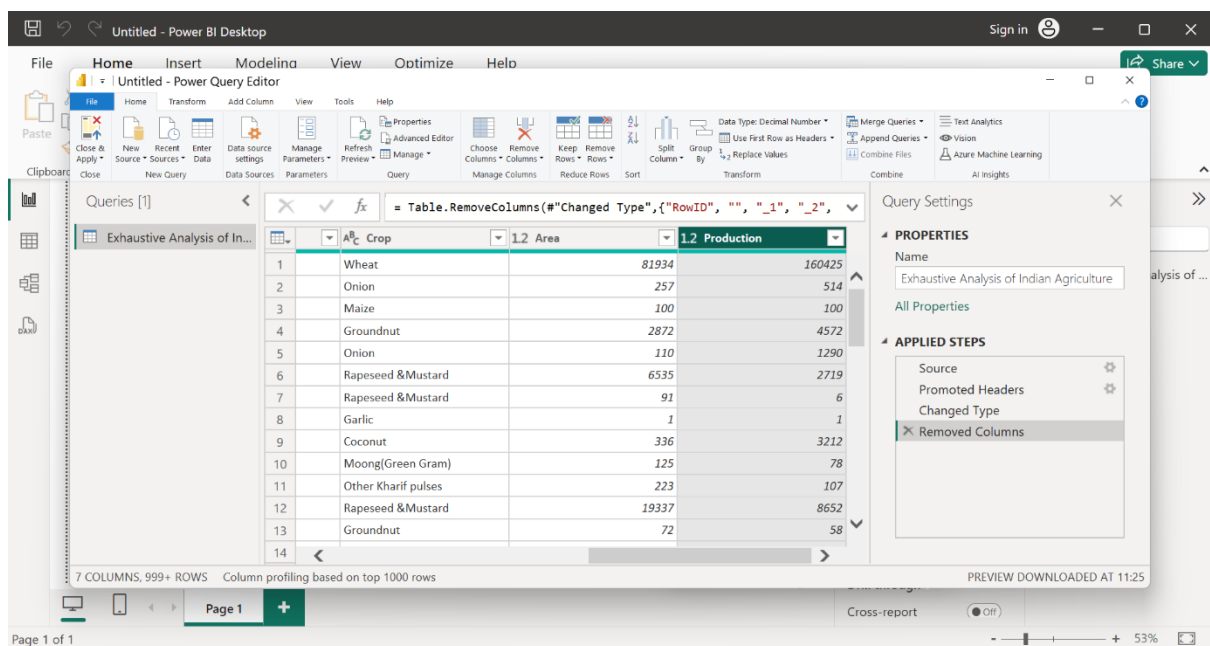 Untitled - Power BI Desktop
Sign in
File Home Insert Modeling View Optimize Help
Share
Untitled - Power Query Editor
File Home Transform Add Column View Tools Help
Paste
Clipboard
Close & Apply
New Source
Recent Sources
Enter Data
Data source settings
Manage Parameters
Refresh Preview
Properties
Advanced Editor
Manage
Choose Columns
Remove Columns
Keep Rows
Remove Rows
Split Column
Group By
Data Type: Decimal Number
Use First Row as Headers
Replace Values
Merge Queries
Append Queries
Combine Files
Text Analytics
Vision
Azure Machine Learning
Close New Query Data Sources Parameters Query Manage Columns Reduce Rows Sort Transform Combine AI Insights
Queries [1]
Exhaustive Analysis of In...
fx = Table.RemoveColumns(#"Changed Type",{"RowID", "", "_1", "_2",
ABC Crop 1.2 Area 1.2 Production
1 Wheat 81934 160425
2 Onion 257 514
3 Maize 100 100
4 Groundnut 2872 4572
5 Onion 110 1290
6 Rapeseed &Mustard 6535 2719
7 Rapeseed &Mustard 91 6
8 Garlic 1 1
9 Coconut 336 3212
10 Moong(Green Gram) 125 78
11 Other Kharif pulses 223 107
12 Rapeseed &Mustard 19337 8652
13 Groundnut 72 58
14
Query Settings
PROPERTIES
Name
Exhaustive Analysis of Indian Agriculture
All Properties
APPLIED STEPS
Source
Promoted Headers
Changed Type
Removed Columns
alysis of ...
DAX
7 COLUMNS, 999+ ROWS Column profiling based on top 1000 rows
PREVIEW DOWNLOADED AT 11:25
Page 1
Cross-report
Off
Page 1 of 1
53%